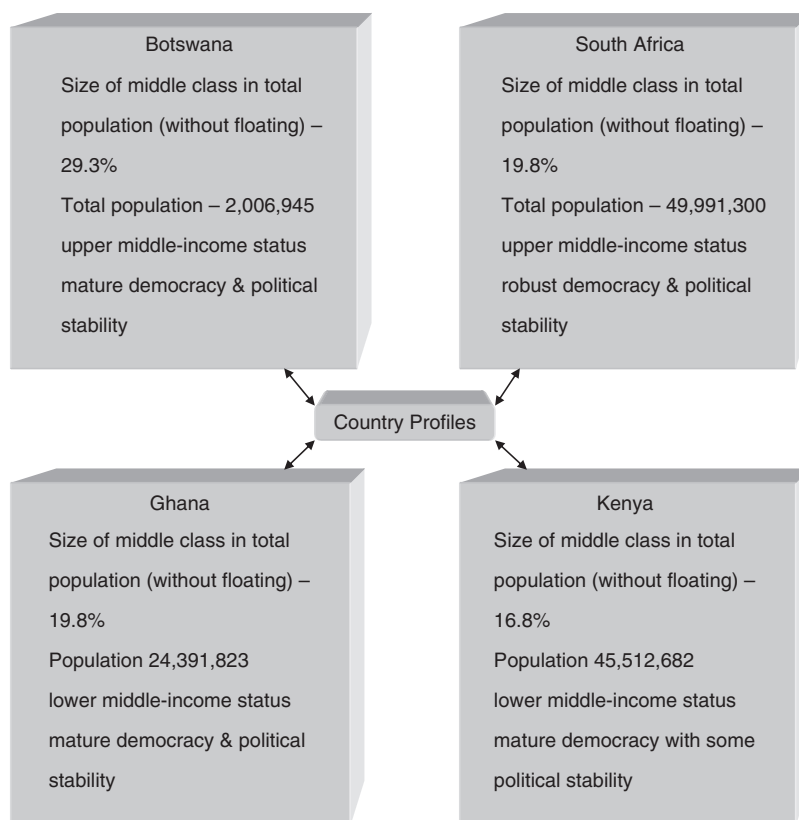 Botswana
Size of middle class in total
population (without floating) –
29.3%
Total population – 2,006,945
upper middle-income status
mature democracy & political
stability
South Africa
Size of middle class in total
population (without floating) –
19.8%
Total population – 49,991,300
upper middle-income status
robust democracy & political
stability
Country Profiles
Ghana
Size of middle class in total
population (without floating) –
19.8%
Population 24,391,823
lower middle-income status
mature democracy & political
stability
Kenya
Size of middle class in total
population (without floating) –
16.8%
Population 45,512,682
lower middle-income status
mature democracy with some
political stability